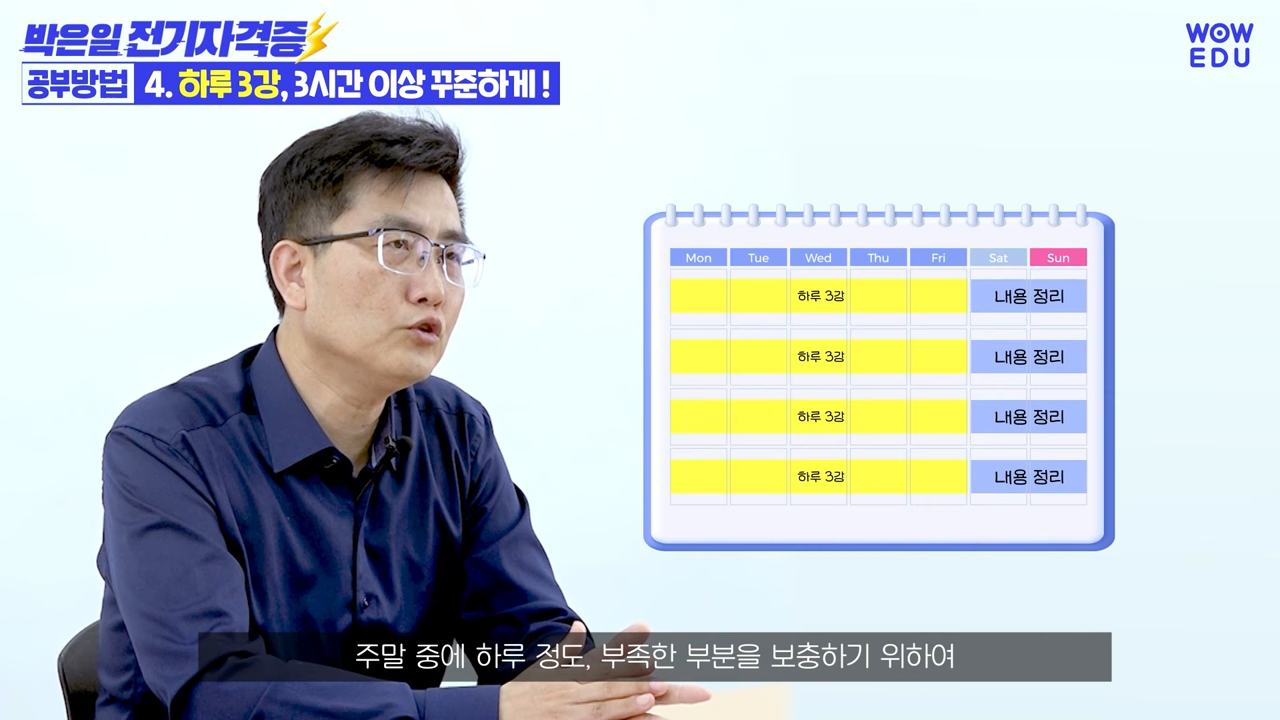 박은일 전기자격증
공부방법 4. 하루 3강, 3시간 이상 꾸준하게!
WOW
EDU
Mon Tue Wed Thu Fri Sat Sun
하루 3강 내용 정리
하루 3강 내용 정리
하루 3강 내용 정리
하루 3강 내용 정리
주말 중에 하루 정도, 부족한 부분을 보충하기 위하여